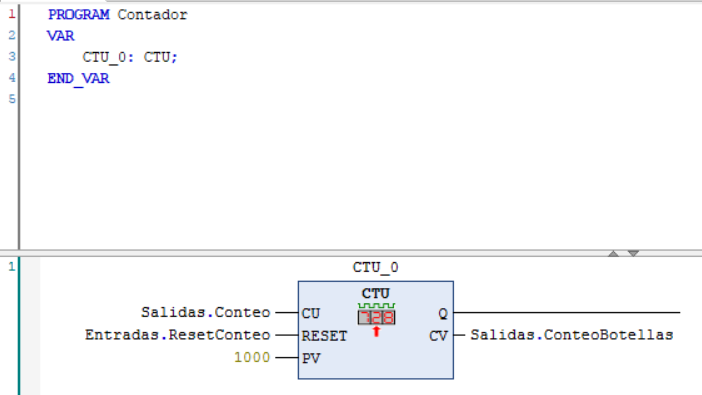 1 PROGRAM Contador
2 VAR
3 CTU_0: CTU;
4 END_VAR
5
1
CTU_0
CTU
728
Salidas.Conteo CU Q
Entradas.ResetConteo RESET CV Salidas.ConteoBotellas
1000 PV